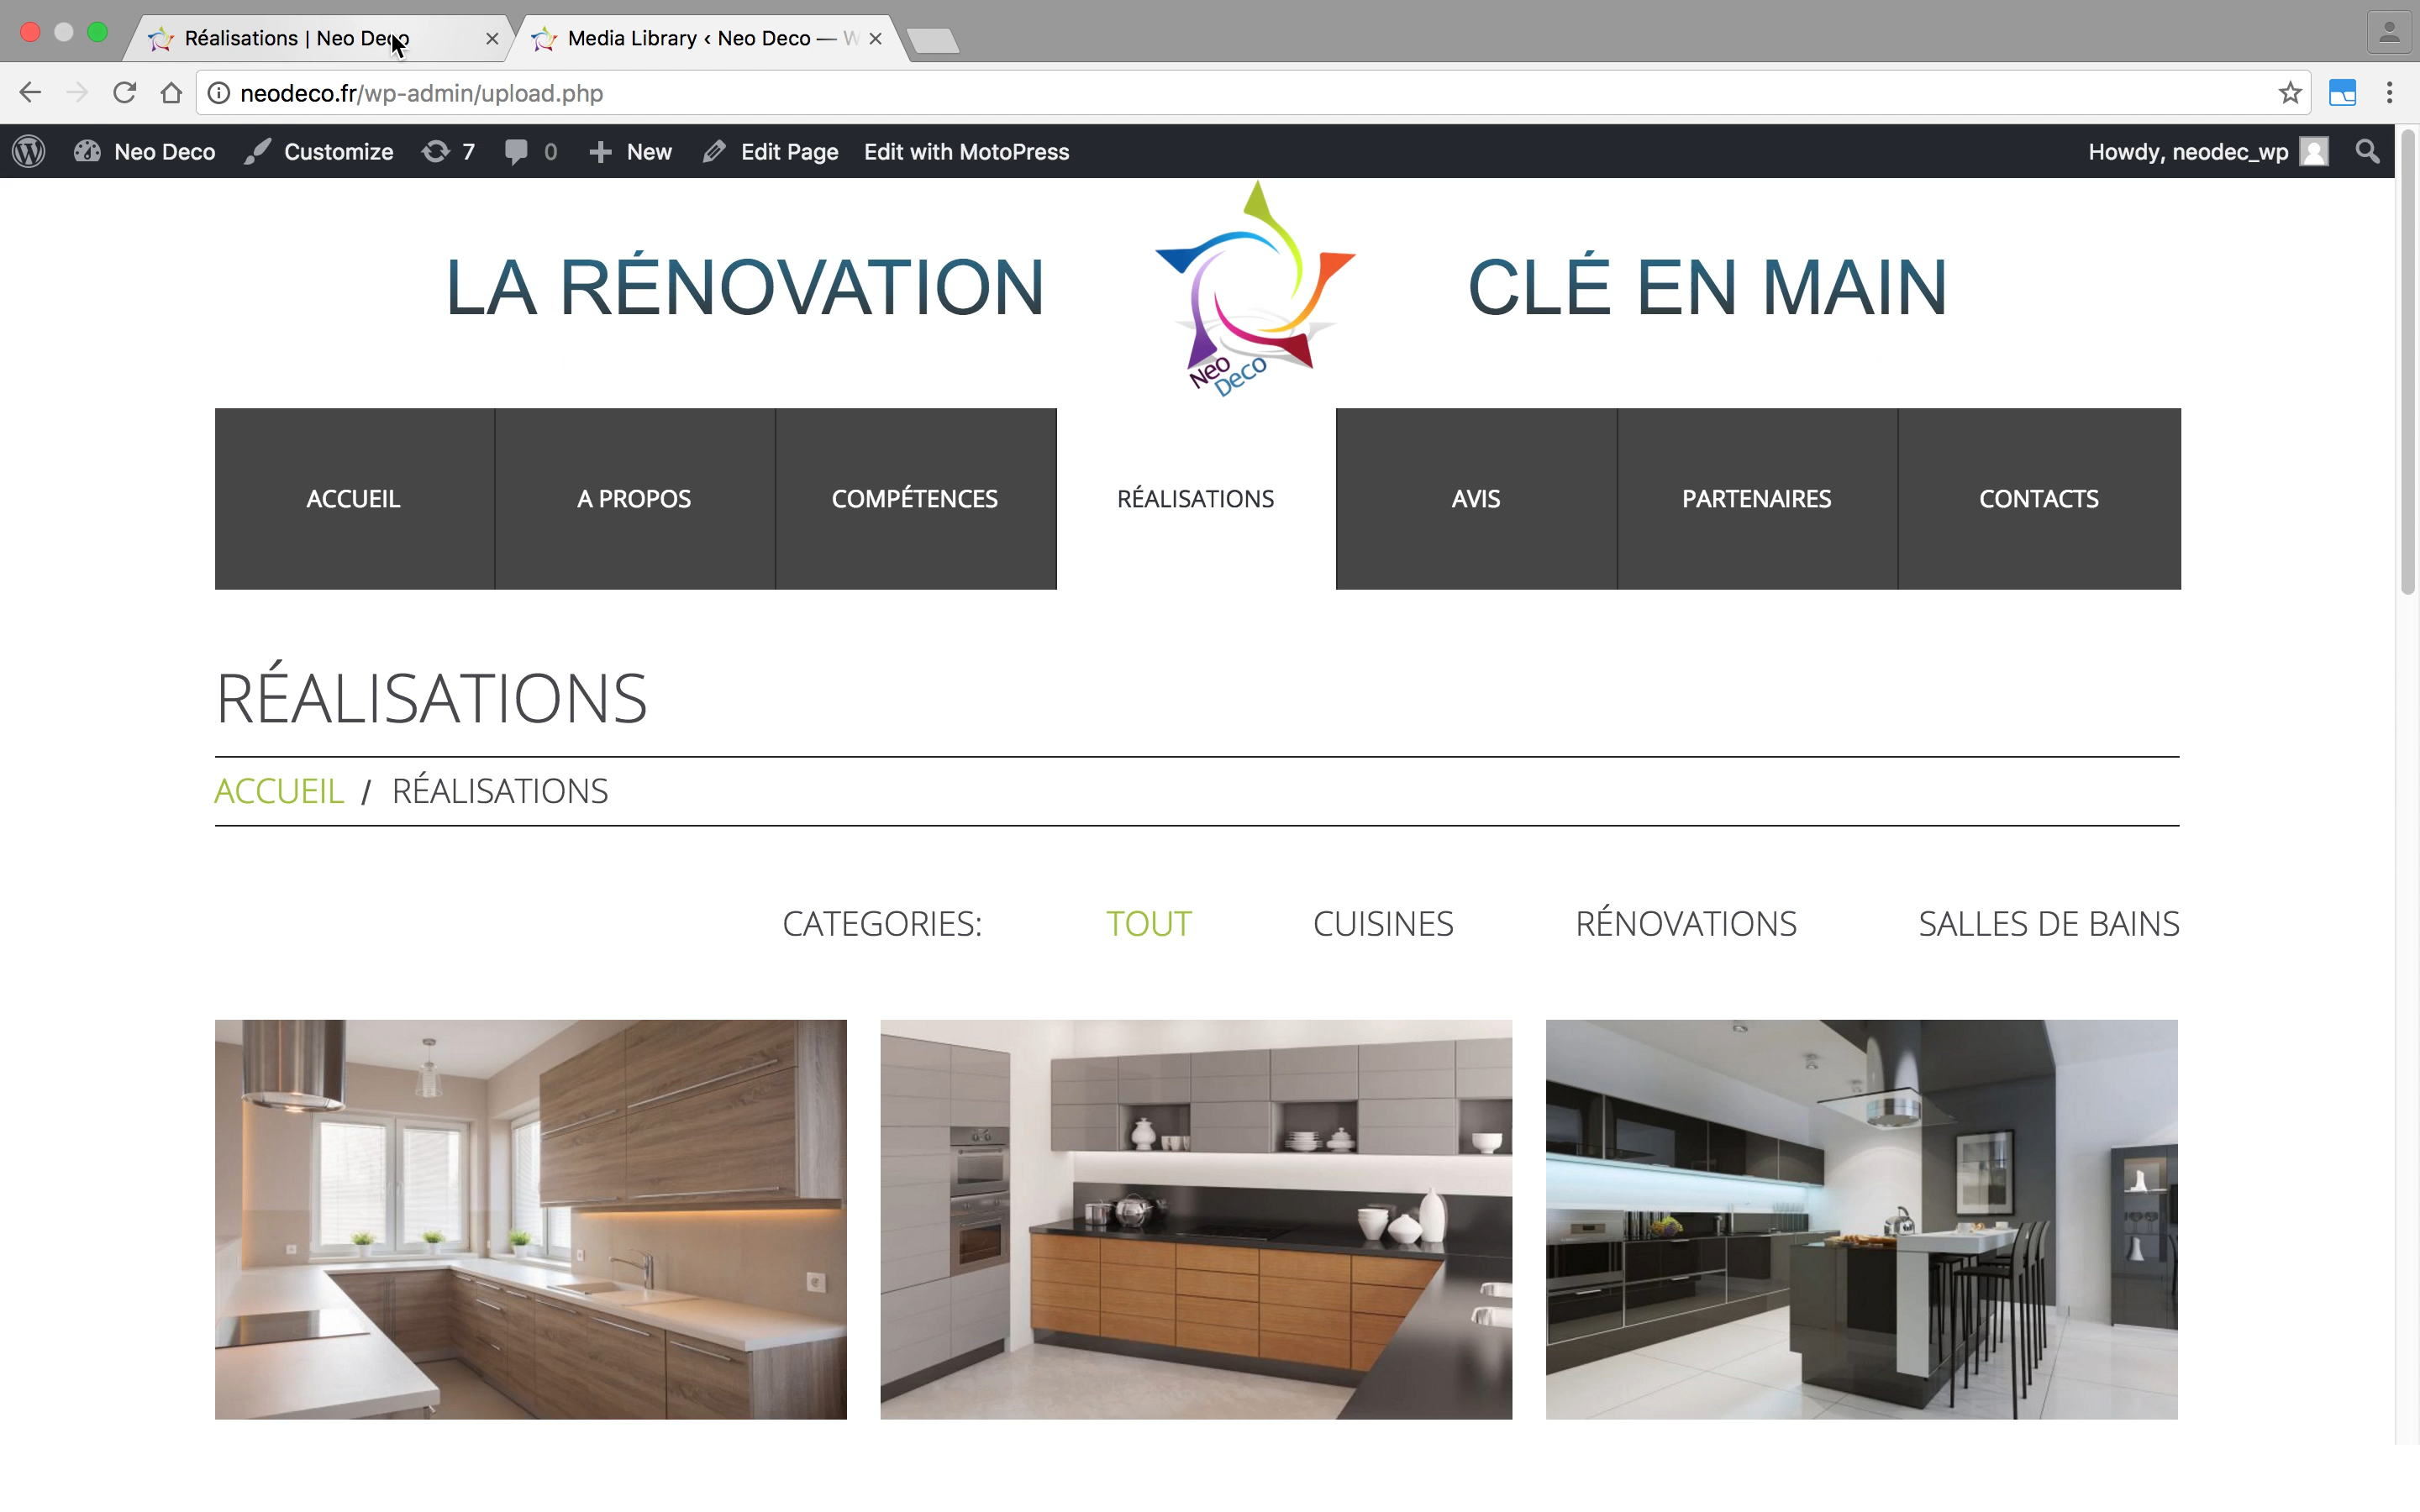 Réalisations | Neo Deco
Media Library ‹ Neo Deco — W
neodeco.fr/wp-admin/upload.php
Neo Deco Customize 7 0 New Edit Page Edit with MotoPress Howdy, neodec_wp
LA RÉNOVATION CLÉ EN MAIN
Neo
Deco
ACCUEIL A PROPOS COMPÉTENCES RÉALISATIONS AVIS PARTENAIRES CONTACTS
RÉALISATIONS
ACCUEIL / RÉALISATIONS
CATEGORIES: TOUT CUISINES RÉNOVATIONS SALLES DE BAINS